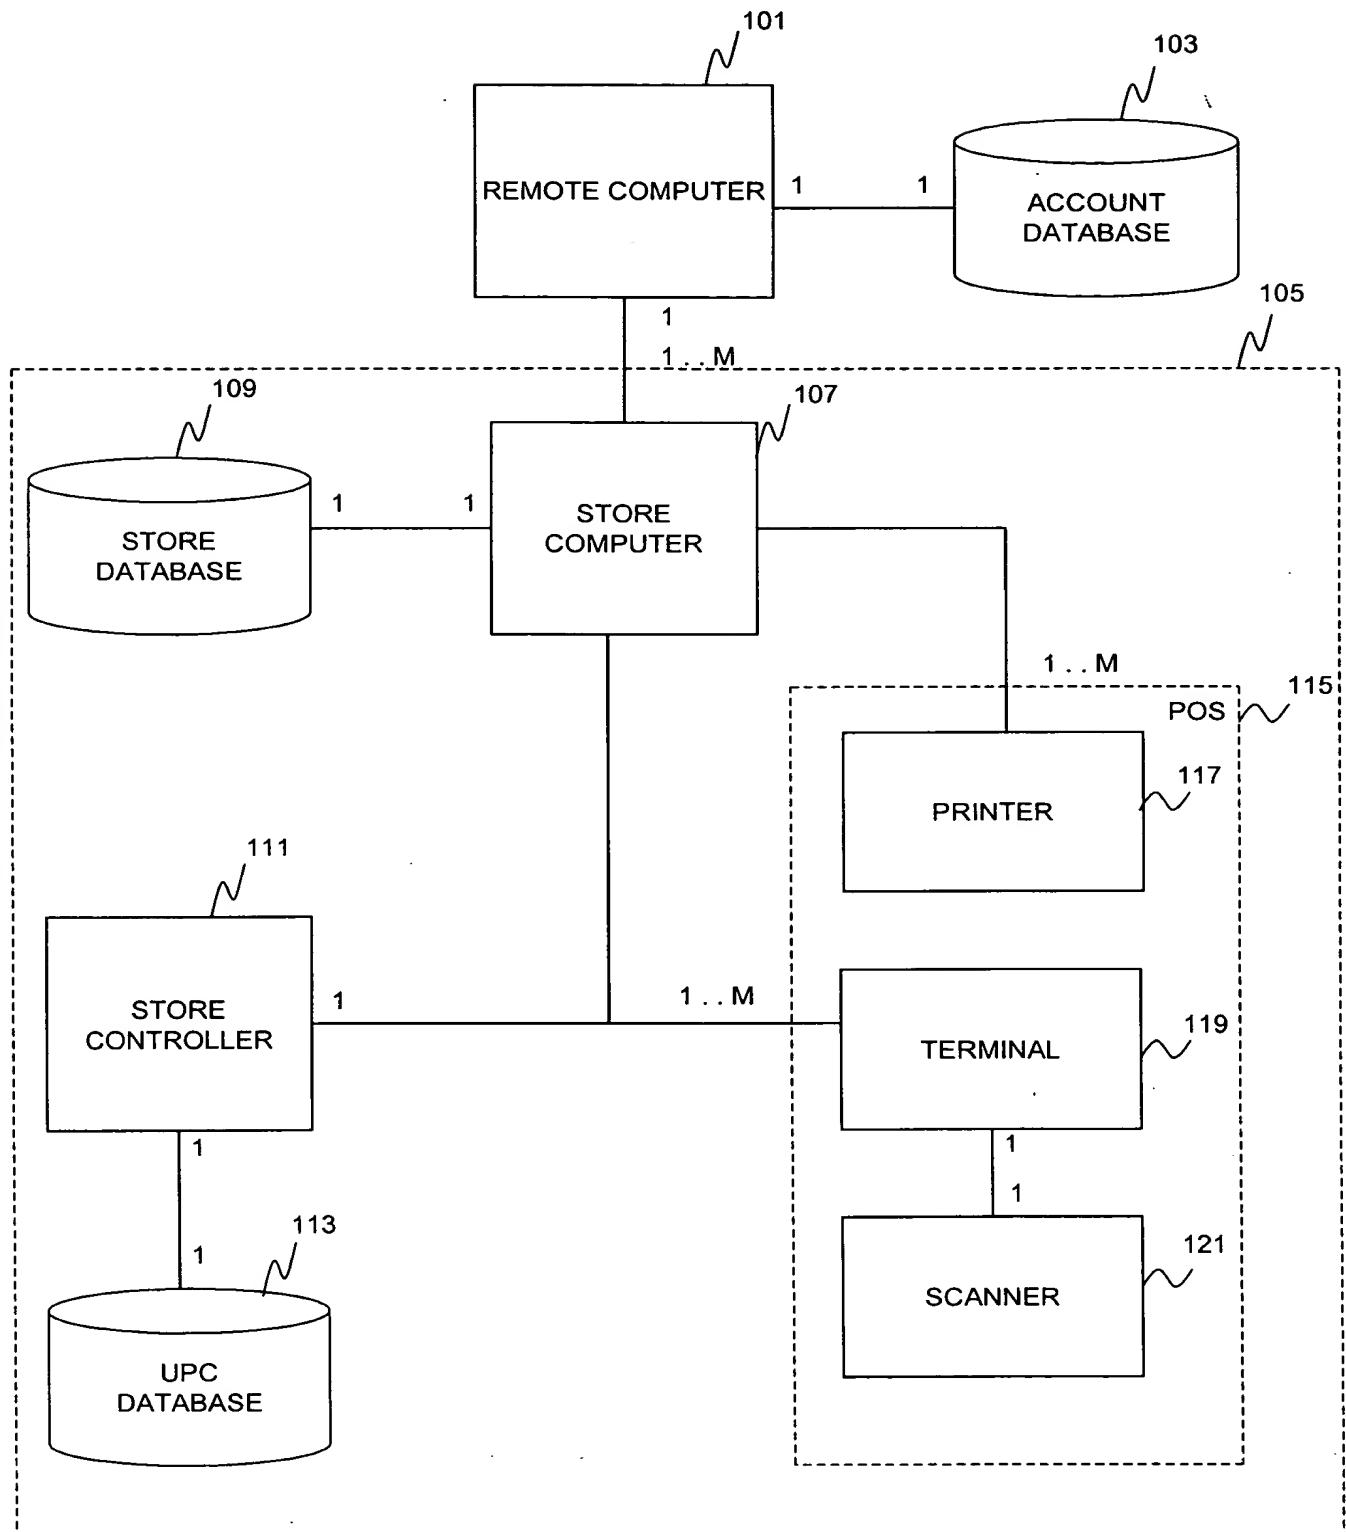 101
103
REMOTE COMPUTER
1
1
ACCOUNT
DATABASE
105
1
1 . . M
109
107
STORE
DATABASE
1
1
STORE
COMPUTER
1 . . M
115
POS
117
PRINTER
111
STORE
CONTROLLER
1
1 . . M
119
TERMINAL
1
1
1
1
113
121
SCANNER
UPC
DATABASE